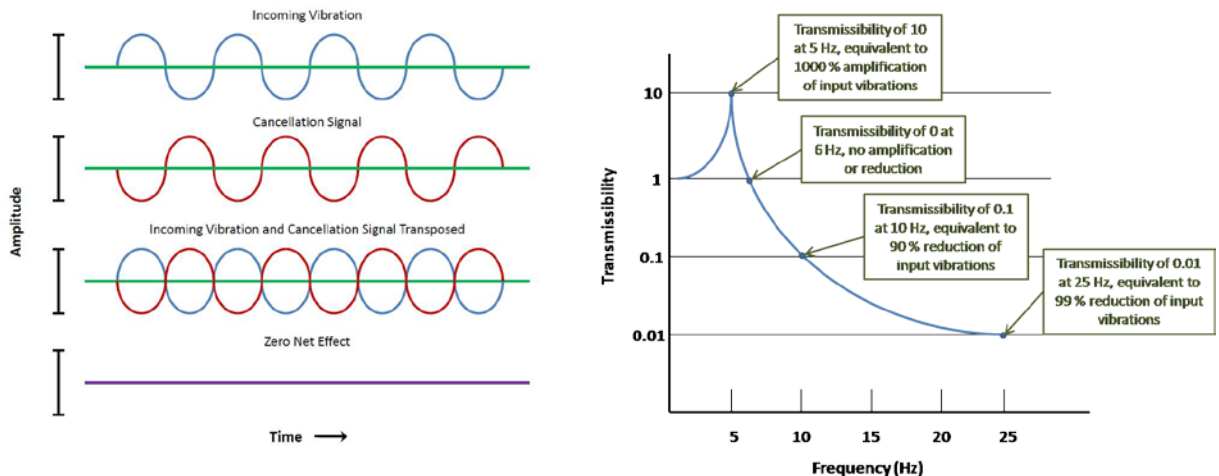 Incoming Vibration
Cancellation Signal
Incoming Vibration and Cancellation Signal Transposed
Zero Net Effect
Amplitude
Time
Transmissibility of 10
at 5 Hz, equivalent to
1000 % amplification
of input vibrations
Transmissibility of 0 at
6 Hz, no amplification
or reduction
Transmissibility of 0.1
at 10 Hz, equivalent to
90 % reduction of
input vibrations
Transmissibility of 0.01
at 25 Hz, equivalent to
99 % reduction of input
vibrations
Transmissibility
10
1
0.1
0.01
5 10 15 20 25
Frequency (Hz)